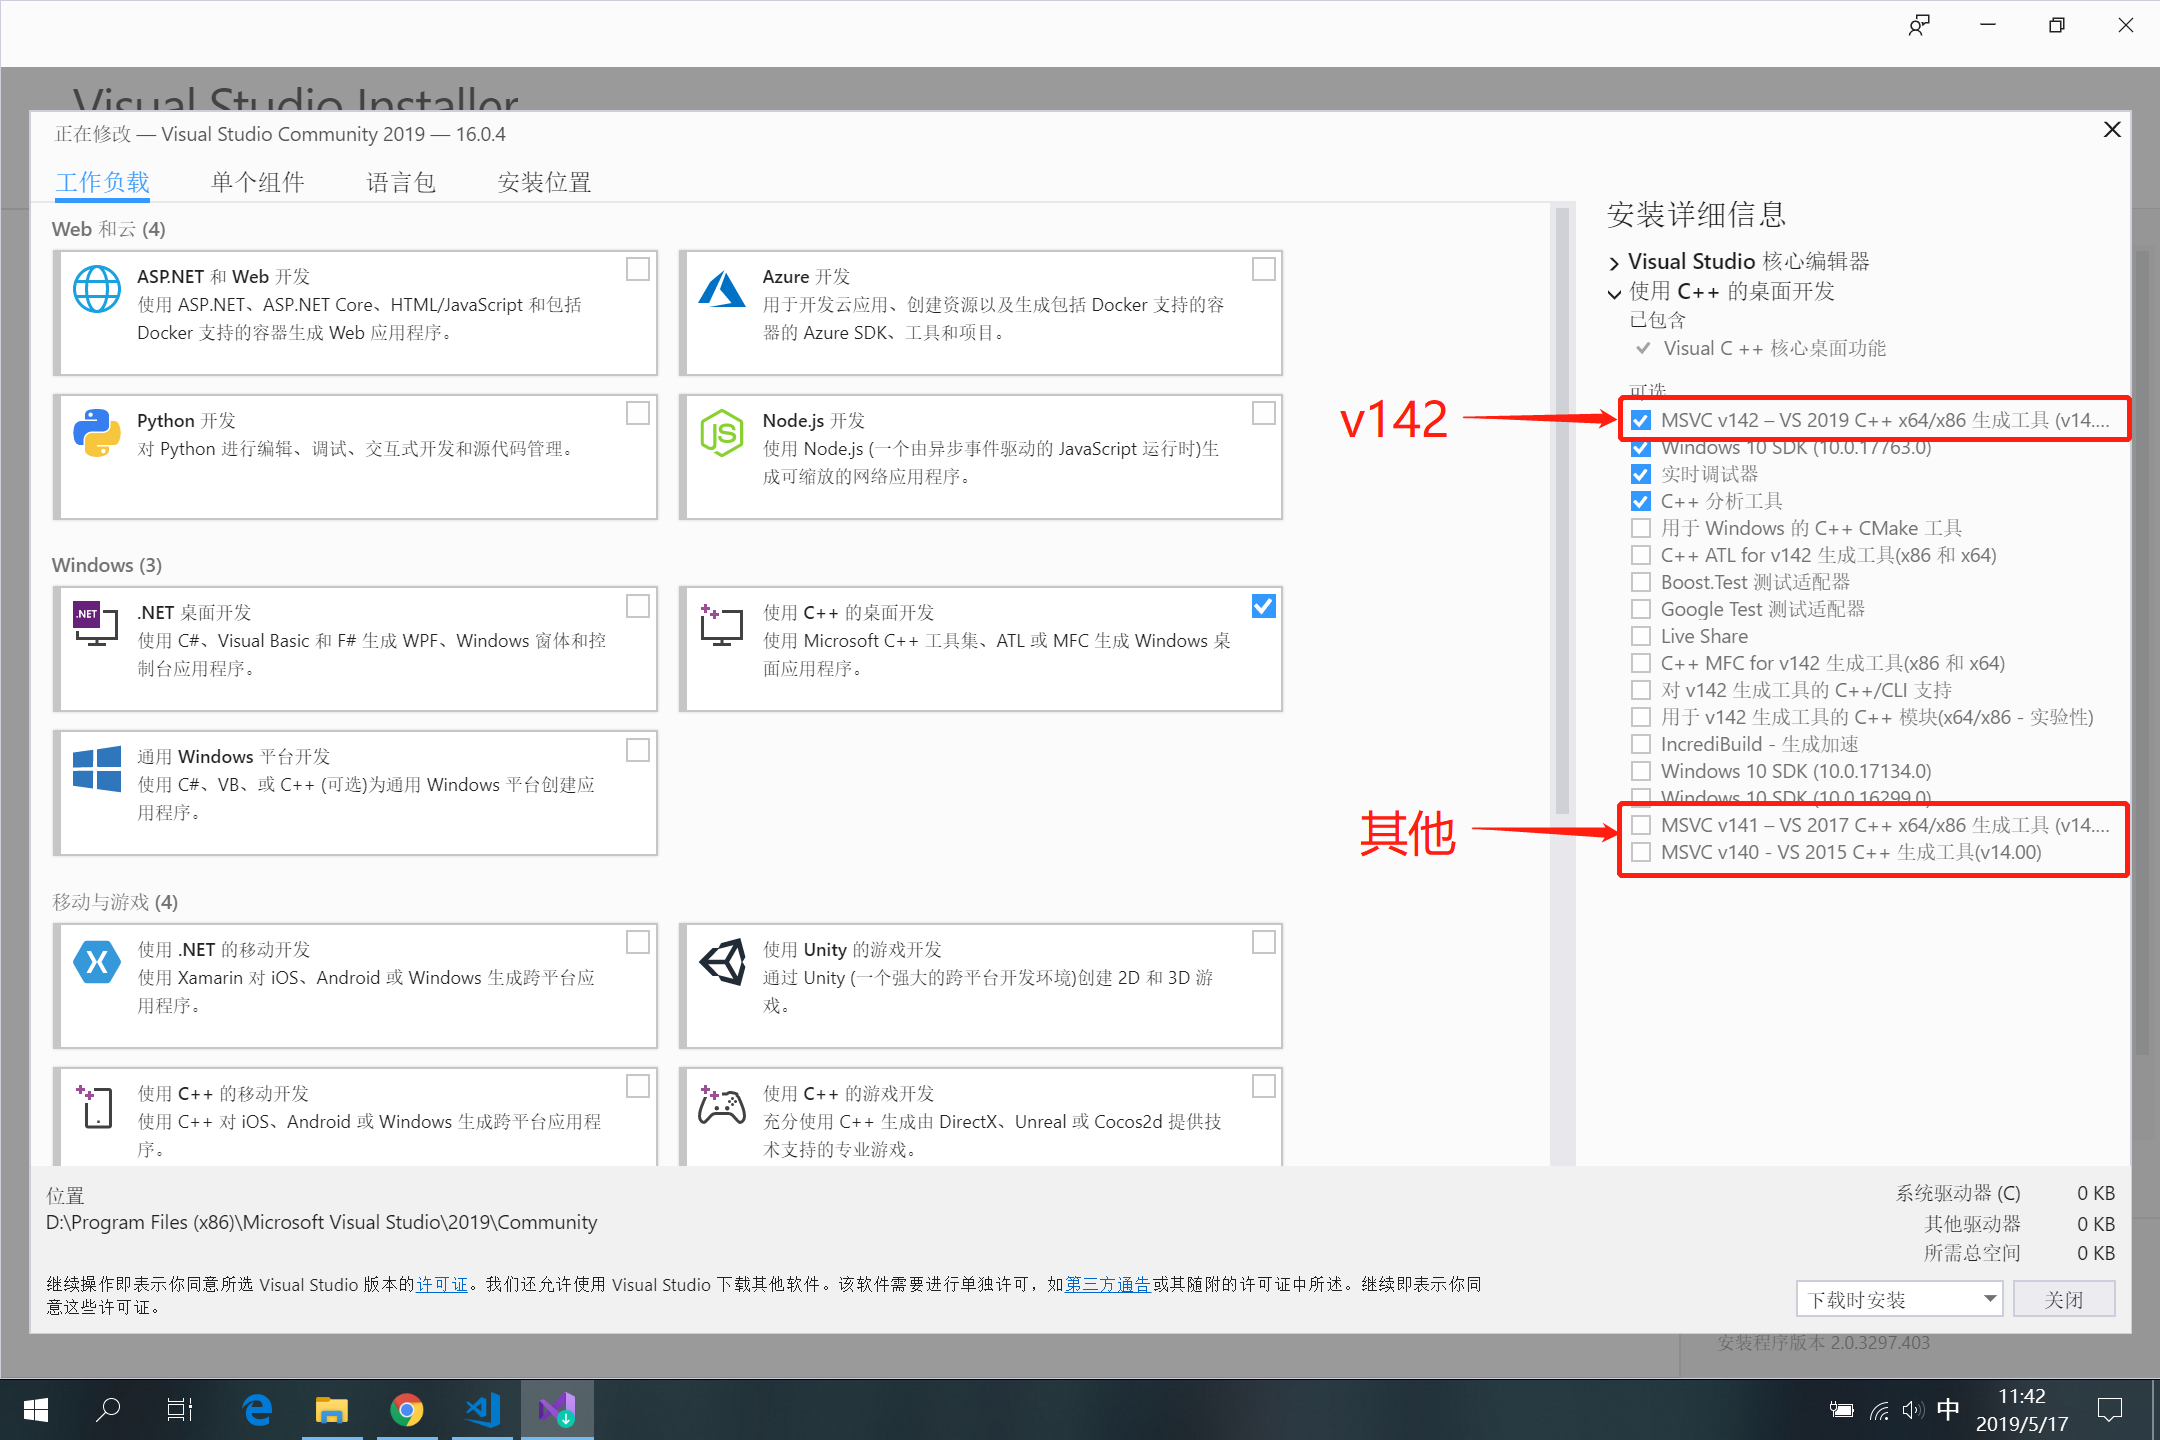 Visual Studio Installer
正在修改 — Visual Studio Community 2019 — 16.0.4
工作负载 单个组件 语言包 安装位置
Web 和云 (4)
ASP.NET 和 Web 开发
使用 ASP.NET、ASP.NET Core、HTML/JavaScript 和包括
Docker 支持的容器生成 Web 应用程序。
Azure 开发
用于开发云应用、创建资源以及生成包括 Docker 支持的容
器的 Azure SDK、工具和项目。
Python 开发
对 Python 进行编辑、调试、交互式开发和源代码管理。
Node.js 开发
使用 Node.js (一个由异步事件驱动的 JavaScript 运行时)生
成可缩放的网络应用程序。
Windows (3)
.NET
.NET 桌面开发
使用 C#、Visual Basic 和 F# 生成 WPF、Windows 窗体和控
制台应用程序。
使用 C++ 的桌面开发
使用 Microsoft C++ 工具集、ATL 或 MFC 生成 Windows 桌
面应用程序。
通用 Windows 平台开发
使用 C#、VB、或 C++ (可选)为通用 Windows 平台创建应
用程序。
移动与游戏 (4)
使用 .NET 的移动开发
使用 Xamarin 对 iOS、Android 或 Windows 生成跨平台应
用程序。
使用 Unity 的游戏开发
通过 Unity (一个强大的跨平台开发环境)创建 2D 和 3D 游
戏。
使用 C++ 的移动开发
使用 C++ 对 iOS、Android 或 Windows 生成跨平台应用程
序。
使用 C++ 的游戏开发
充分使用 C++ 生成由 DirectX、Unreal 或 Cocos2d 提供技
术支持的专业游戏。
v142
其他
安装详细信息
Visual Studio 核心编辑器
使用 C++ 的桌面开发
已包含
Visual C ++ 核心桌面功能
可选
MSVC v142 – VS 2019 C++ x64/x86 生成工具 (v14....
Windows 10 SDK (10.0.17763.0)
实时调试器
C++ 分析工具
用于 Windows 的 C++ CMake 工具
C++ ATL for v142 生成工具(x86 和 x64)
Boost.Test 测试适配器
Google Test 测试适配器
Live Share
C++ MFC for v142 生成工具(x86 和 x64)
对 v142 生成工具的 C++/CLI 支持
用于 v142 生成工具的 C++ 模块(x64/x86 - 实验性)
IncrediBuild - 生成加速
Windows 10 SDK (10.0.17134.0)
Windows 10 SDK (10.0.16299.0)
MSVC v141 – VS 2017 C++ x64/x86 生成工具 (v14....
MSVC v140 - VS 2015 C++ 生成工具(v14.00)
位置
D:\Program Files (x86)\Microsoft Visual Studio\2019\Community
系统驱动器 (C) 0 KB
其他驱动器 0 KB
所需总空间 0 KB
继续操作即表示你同意所选 Visual Studio 版本的许可证。我们还允许使用 Visual Studio 下载其他软件。该软件需要进行单独许可，如第三方通告或其随附的许可证中所述。继续即表示你同
意这些许可证。
下载时安装 关闭
安装程序版本 2.0.3297.403
中
11:42
2019/5/17